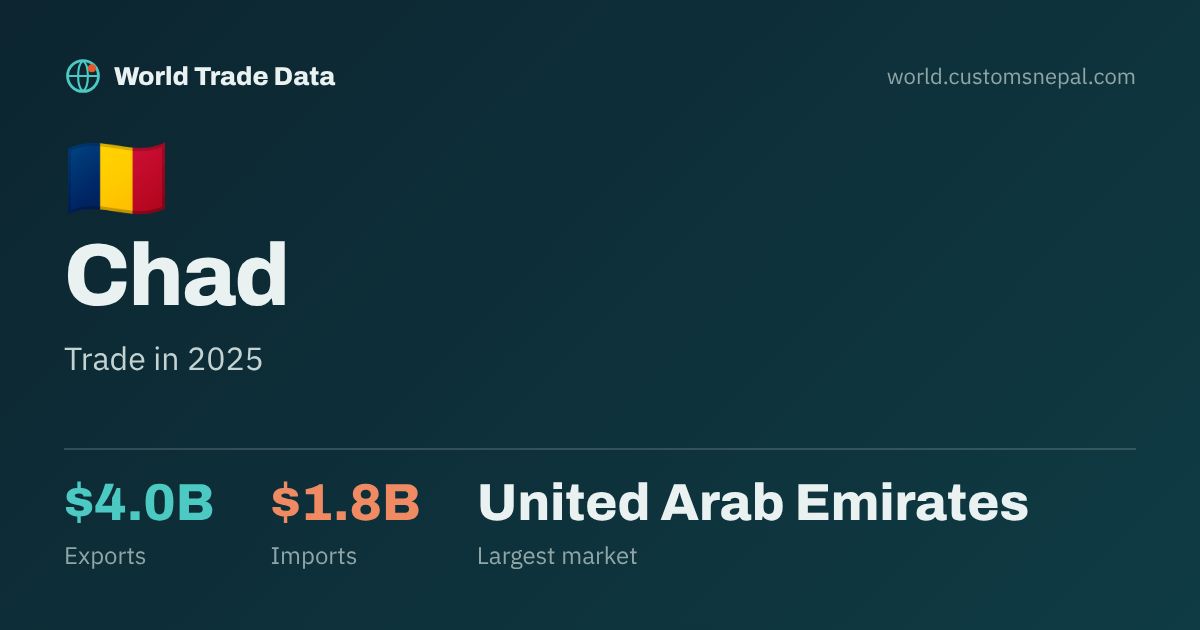 World Trade Data
world.customsnepal.com
Chad
Trade in 2025
$4.0B
Exports
$1.8B
Imports
United Arab Emirates
Largest market